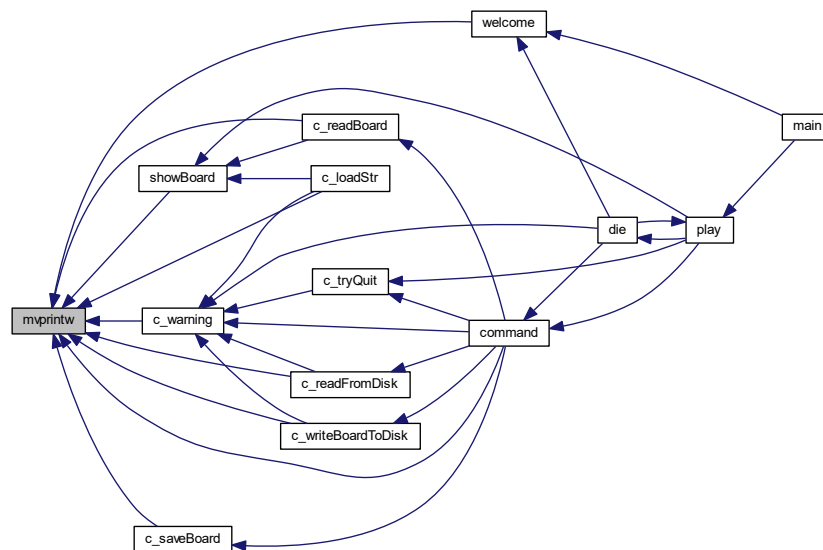 welcome
main
c_readBoard
showBoard
c_loadStr
die
play
c_tryQuit
mvprintw
c_warning
command
c_readFromDisk
c_writeBoardToDisk
c_saveBoard